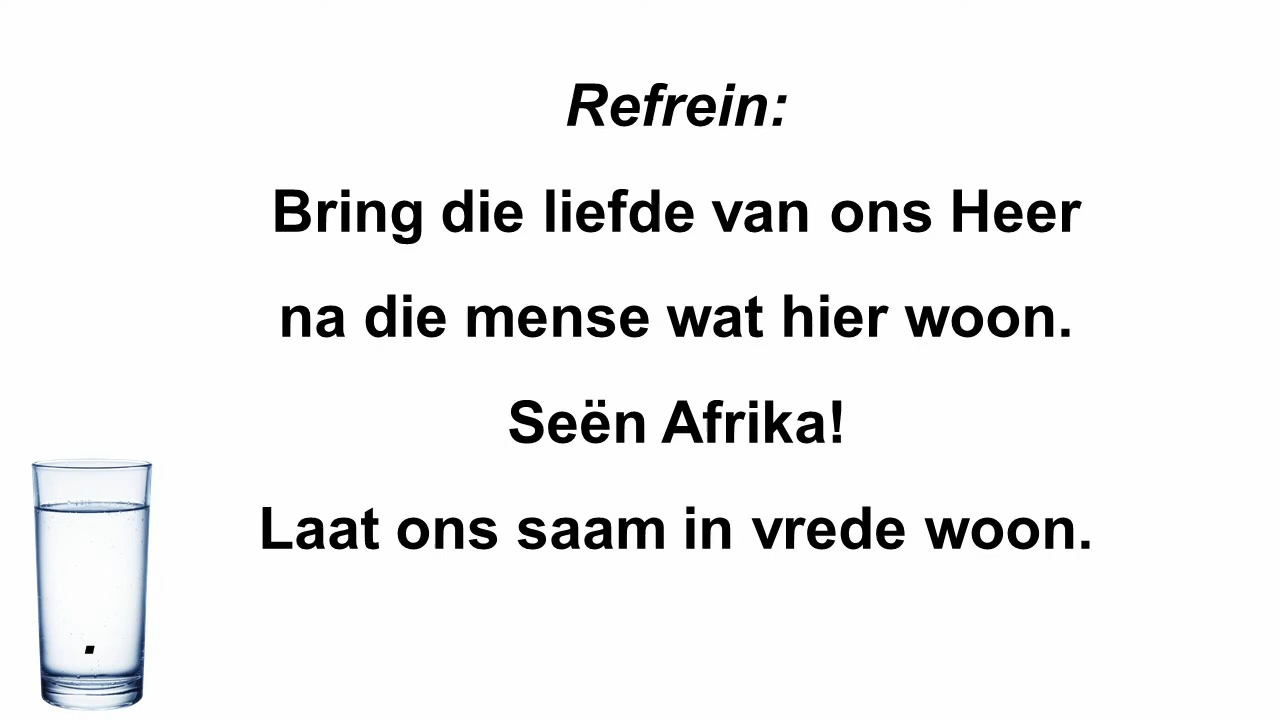 Refrein:
Bring die liefde van ons Heer
na die mense wat hier woon.
Seën Afrika!
Laat ons saam in vrede woon.
.